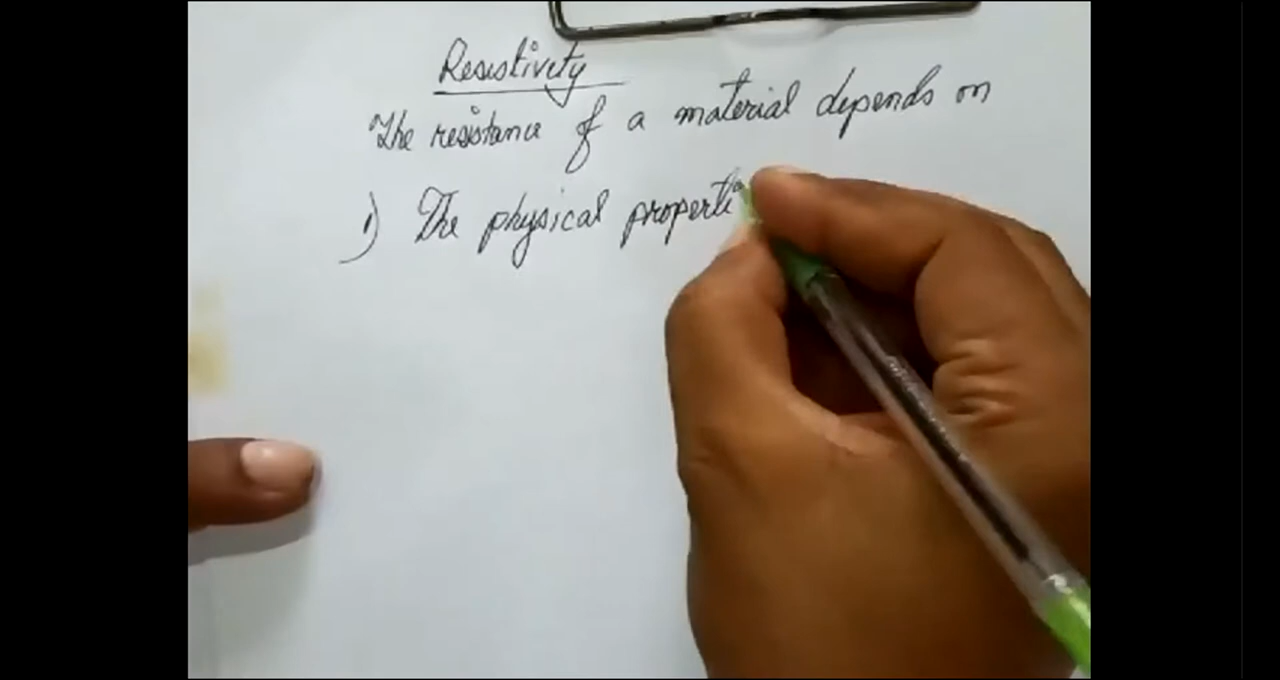 Resistivity
The resistance of a material depends on
1) The physical properti